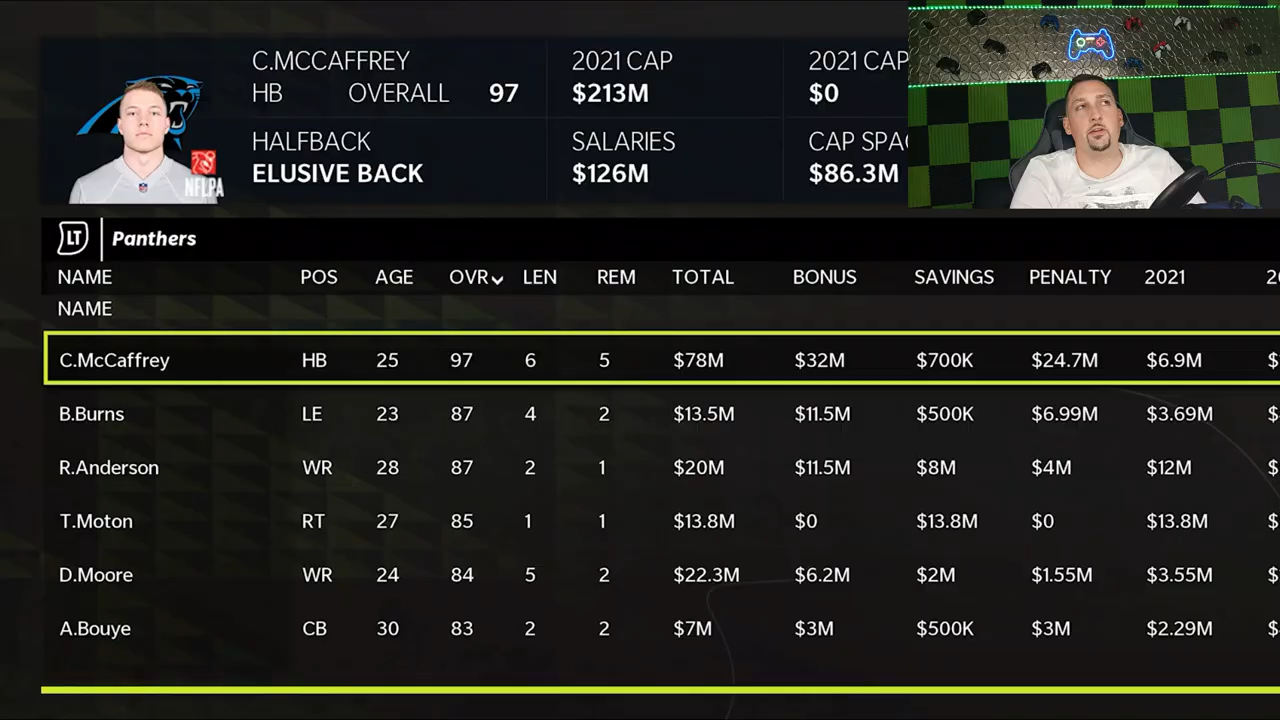 C.MCCAFFREY 2021 CAP 2021 CAP
HB OVERALL 97 $213M $0
HALFBACK SALARIES CAP SPAC
ELUSIVE BACK $126M $86.3M
NFLPA
LT Panthers
NAME POS AGE OVR LEN REM TOTAL BONUS SAVINGS PENALTY 2021
NAME
C.McCaffrey HB 25 97 6 5 $78M $32M $700K $24.7M $6.9M $
B.Burns LE 23 87 4 2 $13.5M $11.5M $500K $6.99M $3.69M $
R.Anderson WR 28 87 2 1 $20M $11.5M $8M $4M $12M $
T.Moton RT 27 85 1 1 $13.8M $0 $13.8M $0 $13.8M $
D.Moore WR 24 84 5 2 $22.3M $6.2M $2M $1.55M $3.55M $
A.Bouye CB 30 83 2 2 $7M $3M $500K $3M $2.29M $